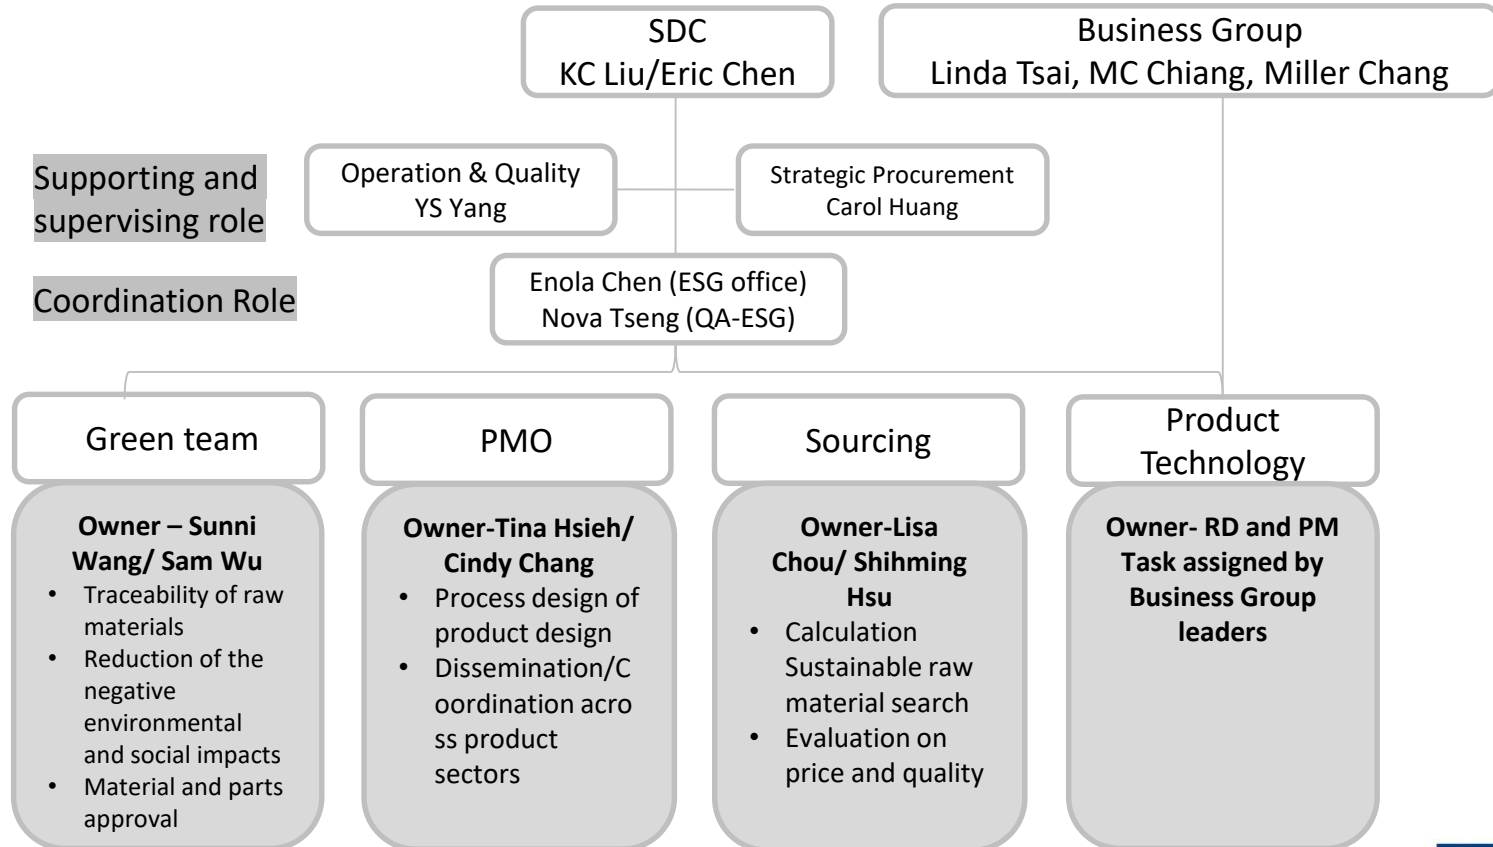 SDC
KC Liu/Eric Chen
Business Group
Linda Tsai, MC Chiang, Miller Chang
Supporting and
supervising role
Operation & Quality
YS Yang
Strategic Procurement
Carol Huang
Coordination Role
Enola Chen (ESG office)
Nova Tseng (QA-ESG)
Green team
Owner – Sunni
Wang/ Sam Wu
• Traceability of raw
materials
• Reduction of the
negative
environmental
and social impacts
• Material and parts
approval
PMO
Owner-Tina Hsieh/
Cindy Chang
• Process design of
product design
• Dissemination/C
oordination acro
ss product
sectors
Sourcing
Owner-Lisa
Chou/ Shihming
Hsu
• Calculation
Sustainable raw
material search
• Evaluation on
price and quality
Product
Technology
Owner- RD and PM
Task assigned by
Business Group
leaders